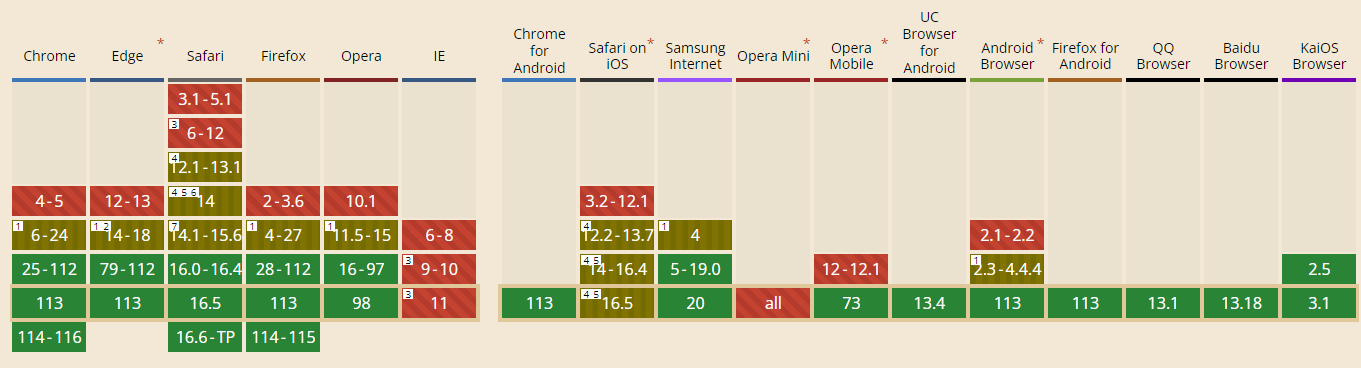 Chrome
Edge *
Safari
Firefox
Opera
IE
Chrome for Android
Safari on iOS *
Samsung Internet
Opera Mini *
Opera Mobile *
UC Browser for Android
Android Browser *
Firefox for Android
QQ Browser
Baidu Browser
KaiOS Browser
3.1-5.1
3 6-12
4 12.1-13.1
4-5 12-13 4 5 6 14 2-3.6 10.1 3.2-12.1
1 6-24 1 2 14-18 7 14.1-15.6 1 4-27 1 11.5-15 6-8 4 12.2-13.7 1 4 2.1-2.2
25-112 79-112 16.0-16.4 28-112 16-97 3 9-10 4 5 14-16.4 5-19.0 12-12.1 1 2.3-4.4.4 2.5
113 113 16.5 113 98 3 11 113 4 5 16.5 20 all 73 13.4 113 113 13.1 13.18 3.1
114-116 16.6-TP 114-115